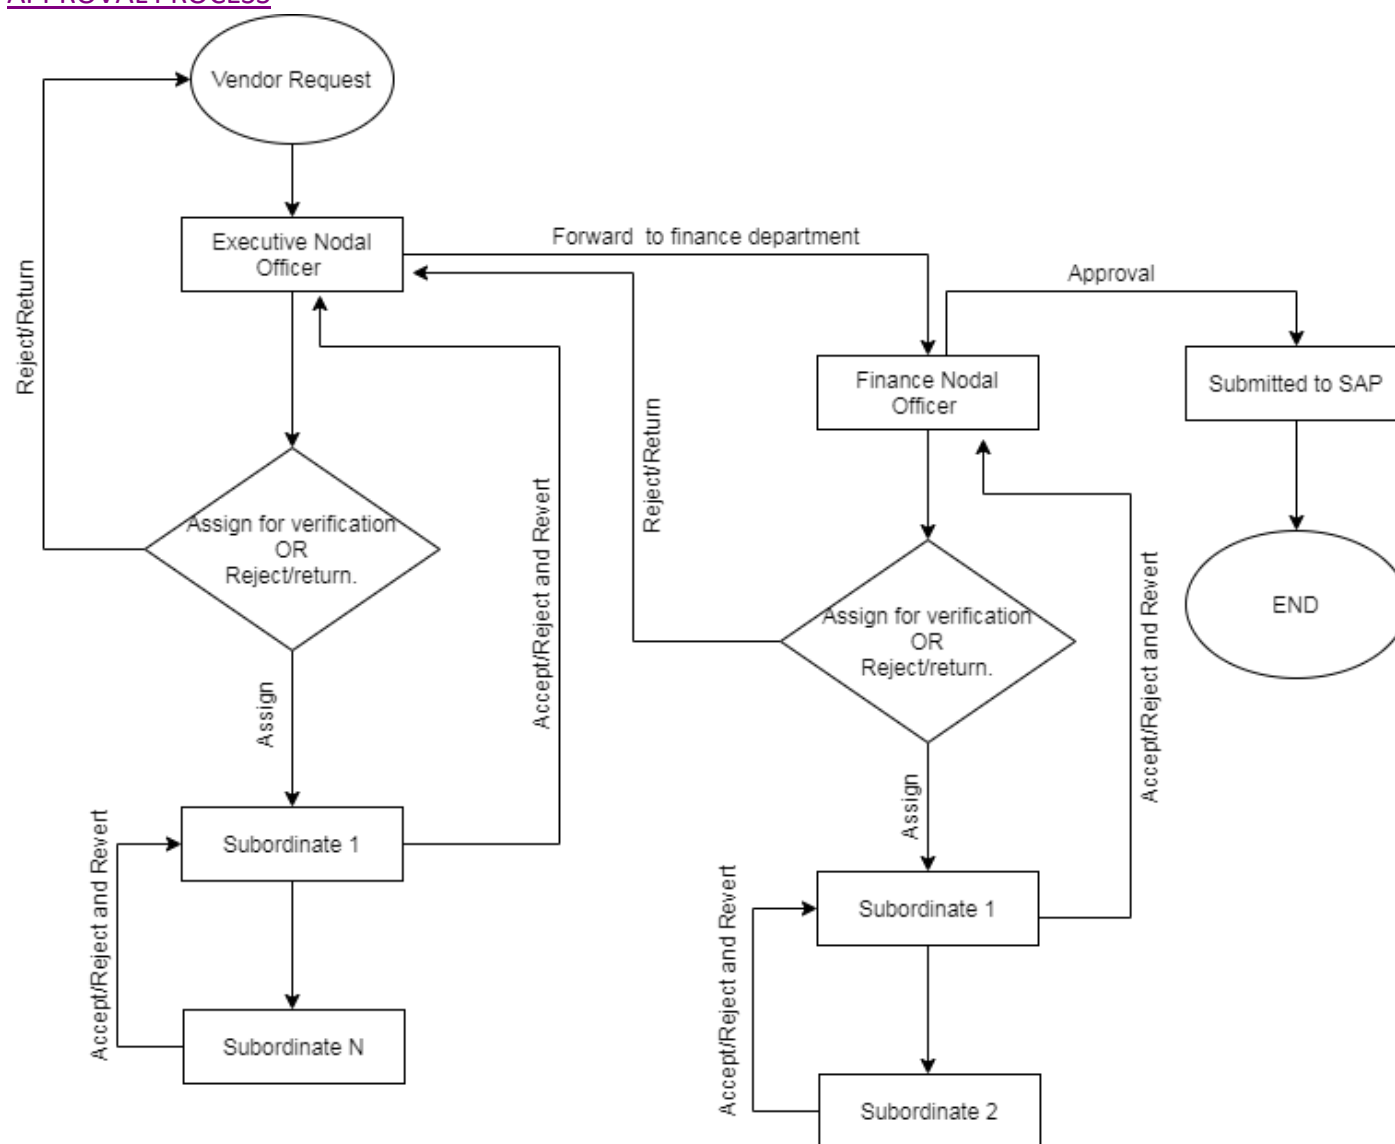 APPROVAL PROCESS
Vendor Request
Executive Nodal
Officer
Forward to finance department
Approval
Reject/Return
Finance Nodal
Officer
Submitted to SAP
Reject/Return
Assign for verification
OR
Reject/return.
Accept/Reject and Revert
Assign for verification
OR
Reject/return.
Accept/Reject and Revert
END
Assign
Assign
Subordinate 1
Accept/Reject and Revert
Subordinate 1
Accept/Reject and Revert
Subordinate N
Subordinate 2